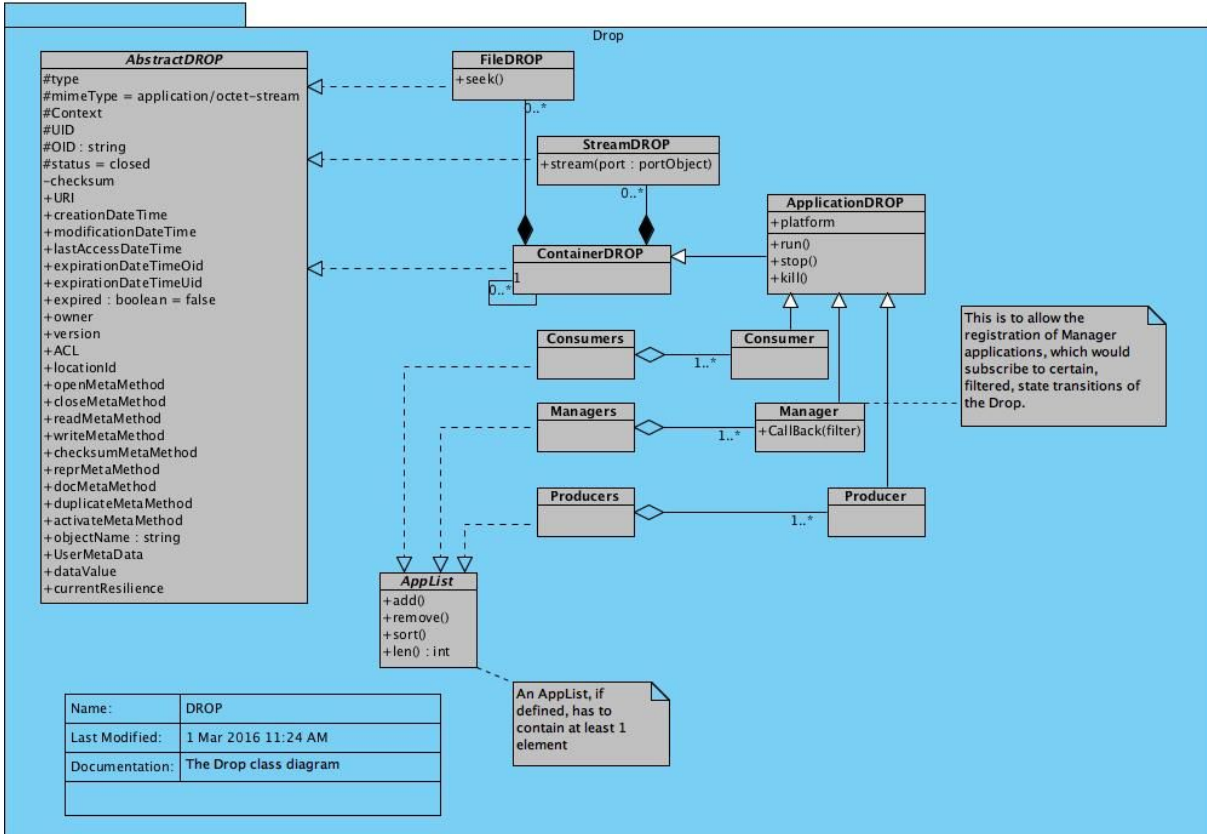 Drop
AbstractDROP
#type
#mimeType = application/octet-stream
#Context
#UID
#OID : string
#status = closed
-checksum
+URI
+creationDateTime
+modificationDateTime
+lastAccessDateTime
+expirationDateTimeOid
+expirationDateTimeUid
+expired : boolean = false
+owner
+version
+ACL
+locationId
+openMetaMethod
+closeMetaMethod
+readMetaMethod
+writeMetaMethod
+checksumMetaMethod
+reprMetaMethod
+docMetaMethod
+duplicateMetaMethod
+activateMetaMethod
+objectName : string
+UserMetaData
+dataValue
+currentResilience
FileDROP
+seek()
0..*
StreamDROP
+stream(port : portObject)
0..*
ApplicationDROP
+platform
+run()
+stop()
+kill()
ContainerDROP
1
0..*
Consumers
Consumer
1..*
Managers
Manager
+CallBack(filter)
1..*
Producers
Producer
1..*
This is to allow the
registration of Manager
applications, which would
subscribe to certain,
filtered, state transitions of
the Drop.
AppList
+add()
+remove()
+sort()
+len() : int
An AppList, if
defined, has to
contain at least 1
element
Name: DROP
Last Modified: 1 Mar 2016 11:24 AM
Documentation: The Drop class diagram